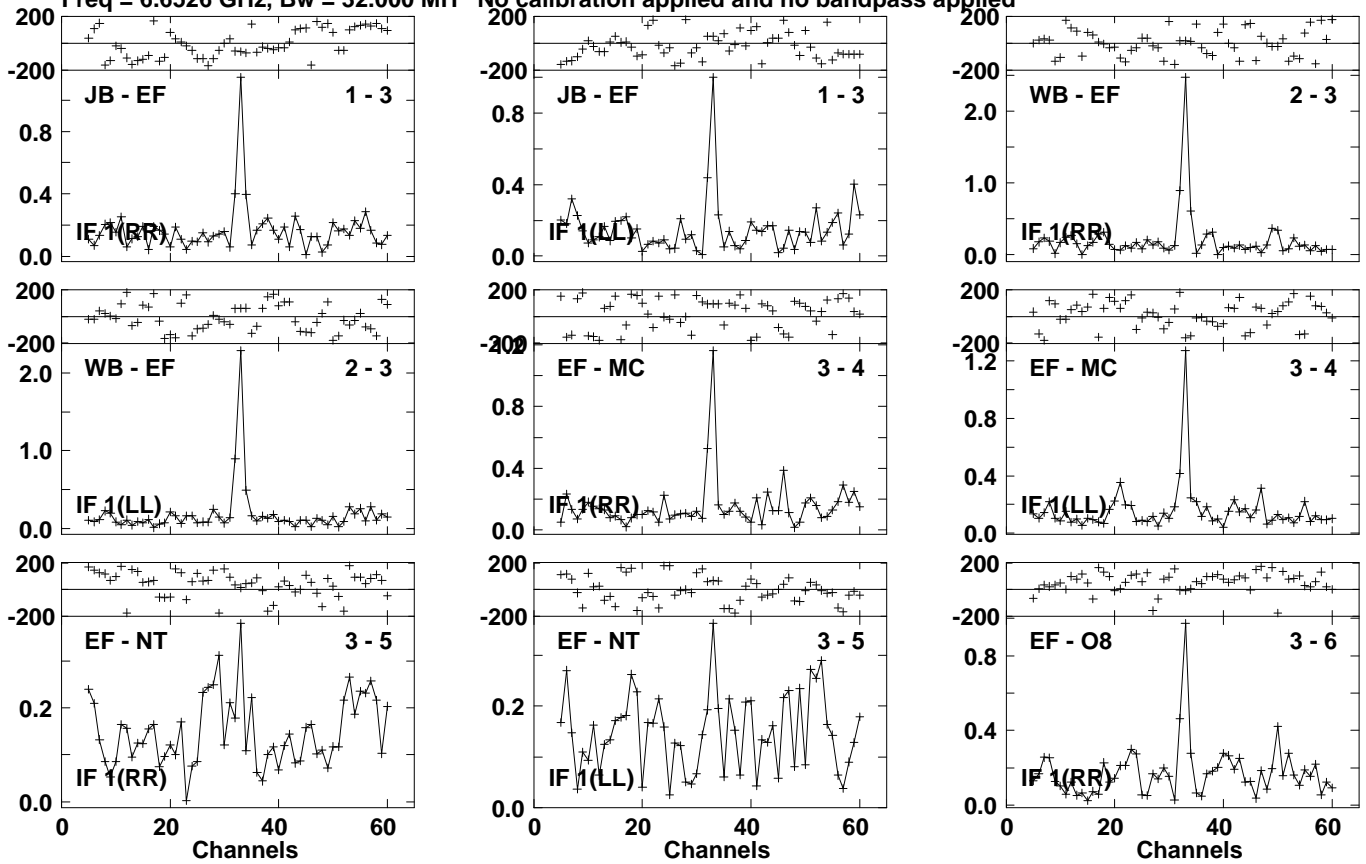 Freq = 6.6526 GHz, Bw = 32.000 MH No calibration applied and no bandpass applied
200
-200
JB - EF 1 - 3
0.8
0.4
0.0
IF 1(RR)
200
-200
JB - EF 1 - 3
0.8
0.4
0.0
IF 1(LL)
200
-200
WB - EF 2 - 3
2.0
1.0
0.0
IF 1(RR)
200
-200
WB - EF 2 - 3
2.0
1.0
0.0
IF 1(LL)
200
-200
1.2
EF - MC 3 - 4
0.8
0.4
0.0
IF 1(RR)
200
-200
EF - MC 3 - 4
1.2
0.8
0.4
0.0
IF 1(LL)
200
-200
EF - NT 3 - 5
0.2
0.0
IF 1(RR)
0 20 40 60
Channels
200
-200
EF - NT 3 - 5
0.2
0.0
IF 1(LL)
0 20 40 60
Channels
200
-200
EF - O8 3 - 6
0.8
0.4
0.0
IF 1(RR)
0 20 40 60
Channels